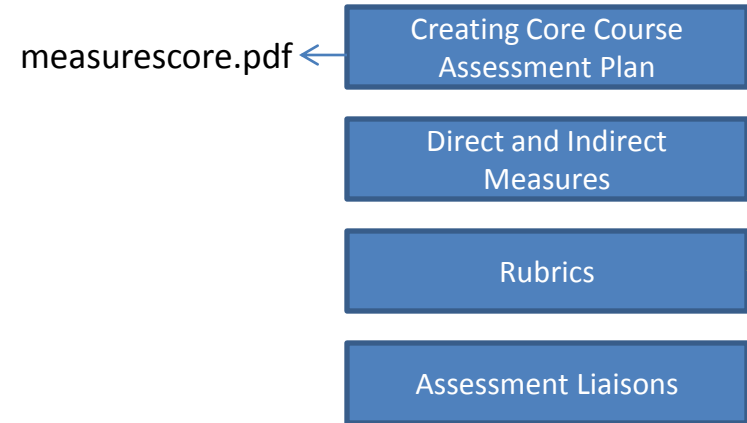 Creating Core Course
Assessment Plan
measurescore.pdf
Direct and Indirect
Measures
Rubrics
Assessment Liaisons